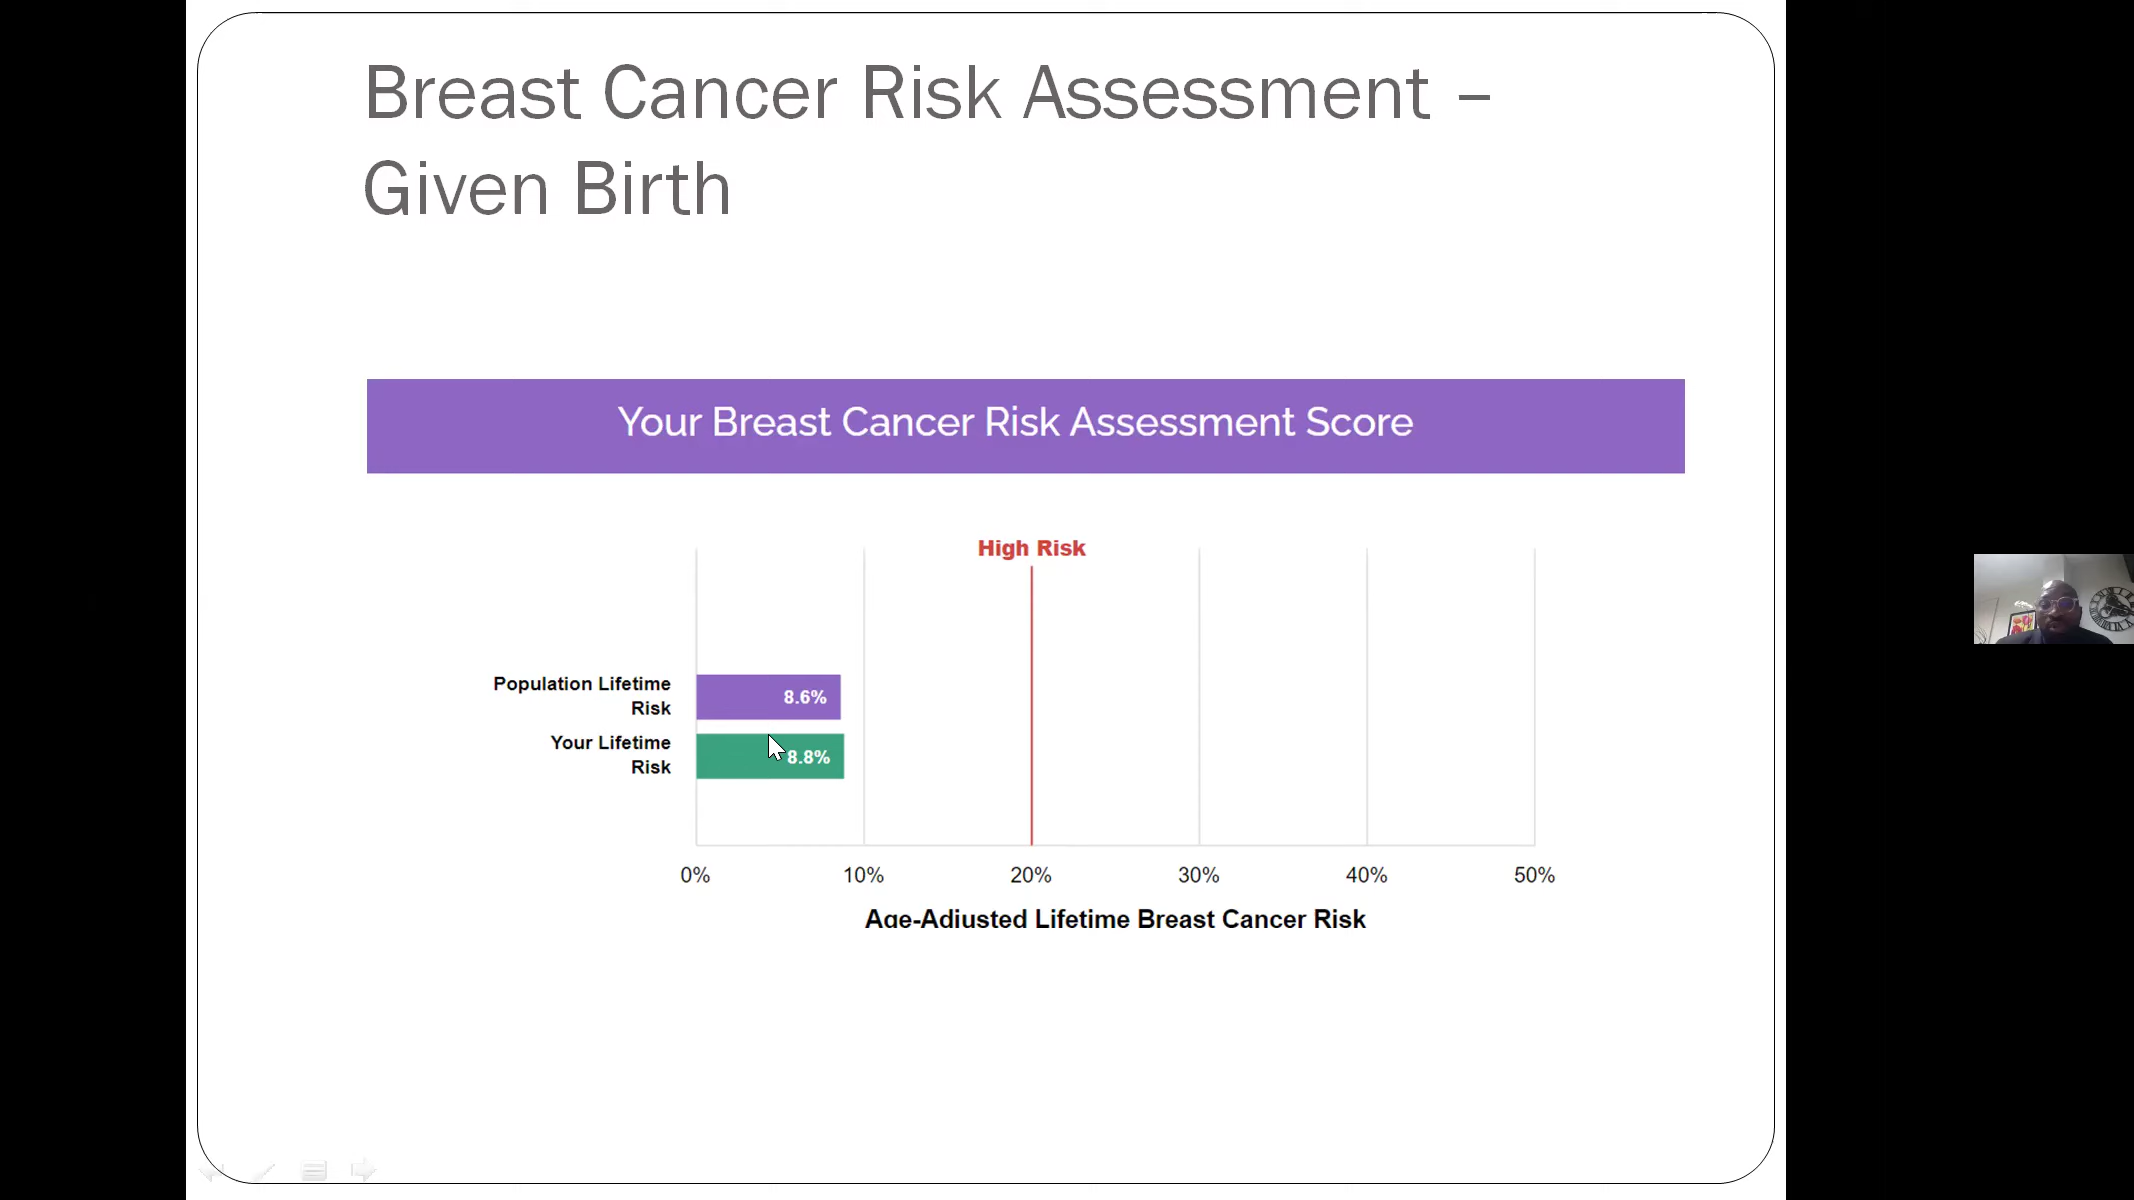 Breast Cancer Risk Assessment –
Given Birth
Your Breast Cancer Risk Assessment Score
High Risk
Population Lifetime
Risk
8.6%
Your Lifetime
Risk
8.8%
0% 10% 20% 30% 40% 50%
Age-Adjusted Lifetime Breast Cancer Risk